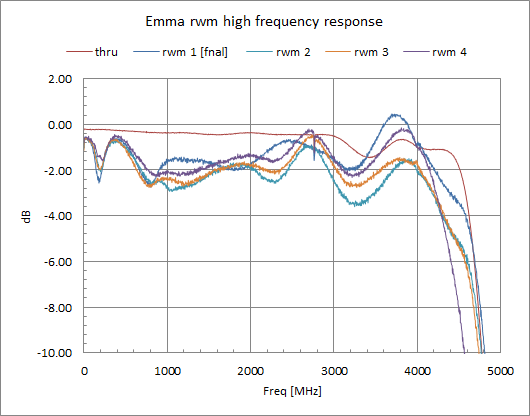 Emma rwm high frequency response
thru rwm 1 [fnal] rwm 2 rwm 3 rwm 4
2.00
0.00
-2.00
-4.00
-6.00
-8.00
-10.00
dB
0 1000 2000 3000 4000 5000
Freq [MHz]